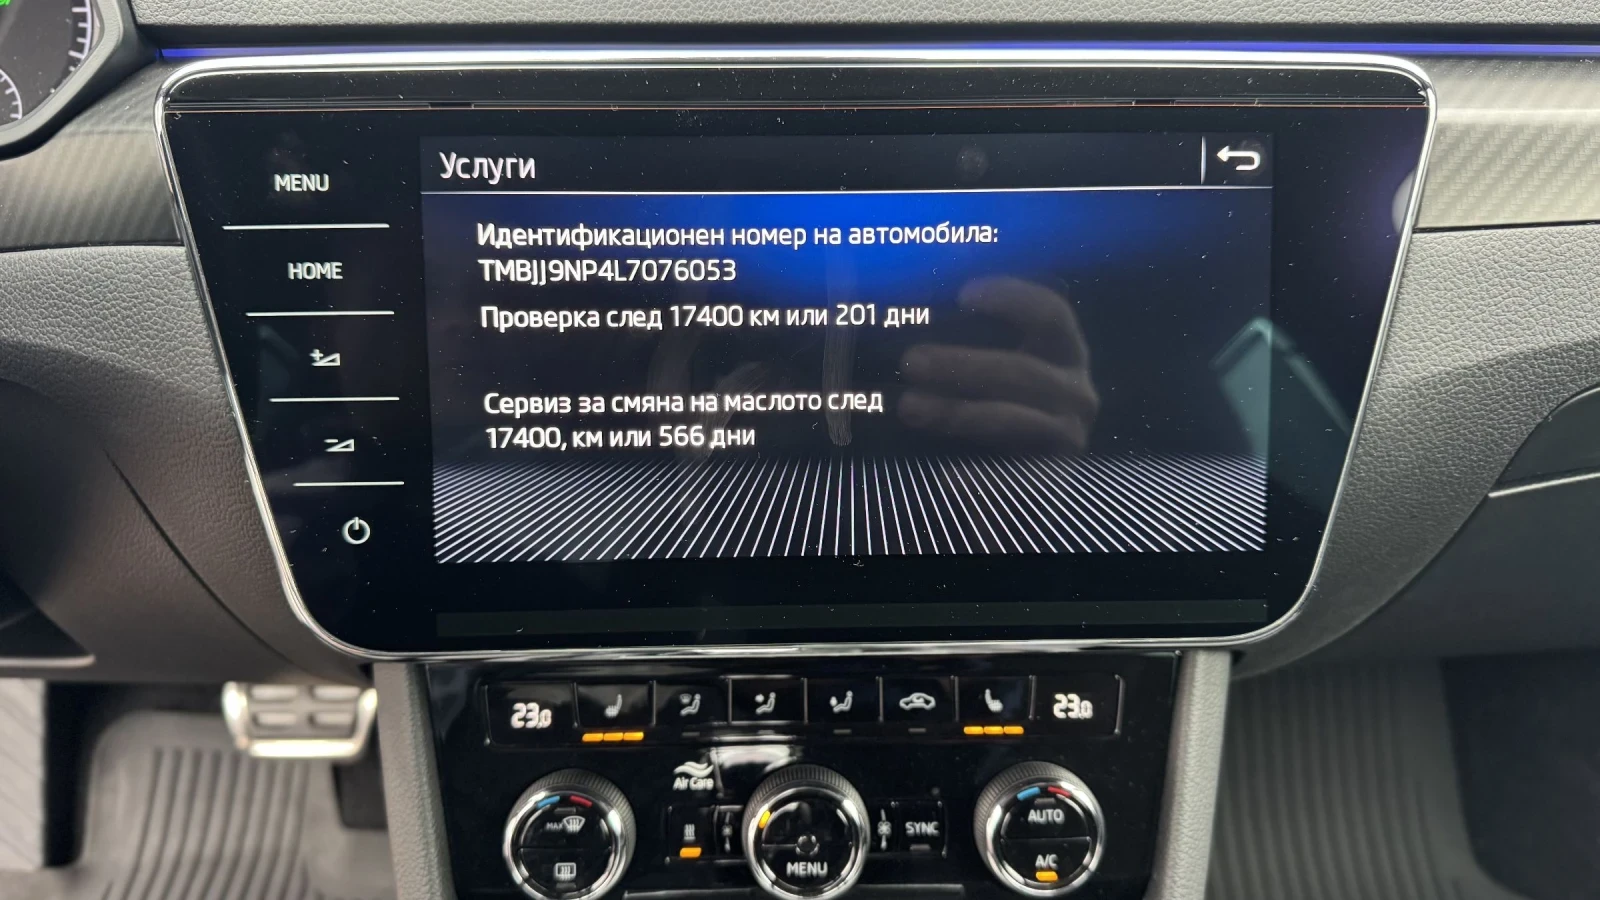 MENU
HOME
Услуги
Идентификационен номер на автомобила:
TMBJJ9NP4L7076053
Проверка след 17400 км или 201 дни
Сервиз за смяна на маслото след
17400, км или 566 дни
23.0
23.0
Air Care
MAX
MENU
SYNC
AUTO
A/C